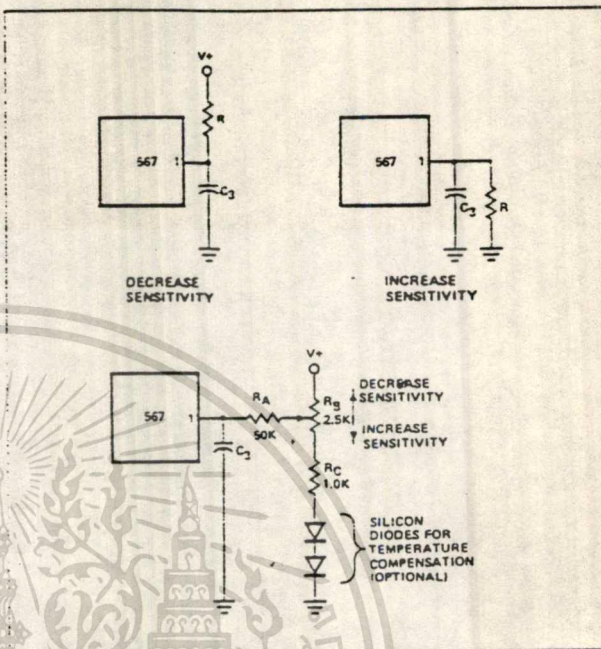 V+
R
567
1
C3
DECREASE
SENSITIVITY
567
1
C3
R
INCREASE
SENSITIVITY
V+
567
1
RA
50K
C3
RB
2.5K
DECREASE
SENSITIVITY
INCREASE
SENSITIVITY
RC
1.0K
SILICON
DIODES FOR
TEMPERATURE
COMPENSATION
(OPTIONAL)